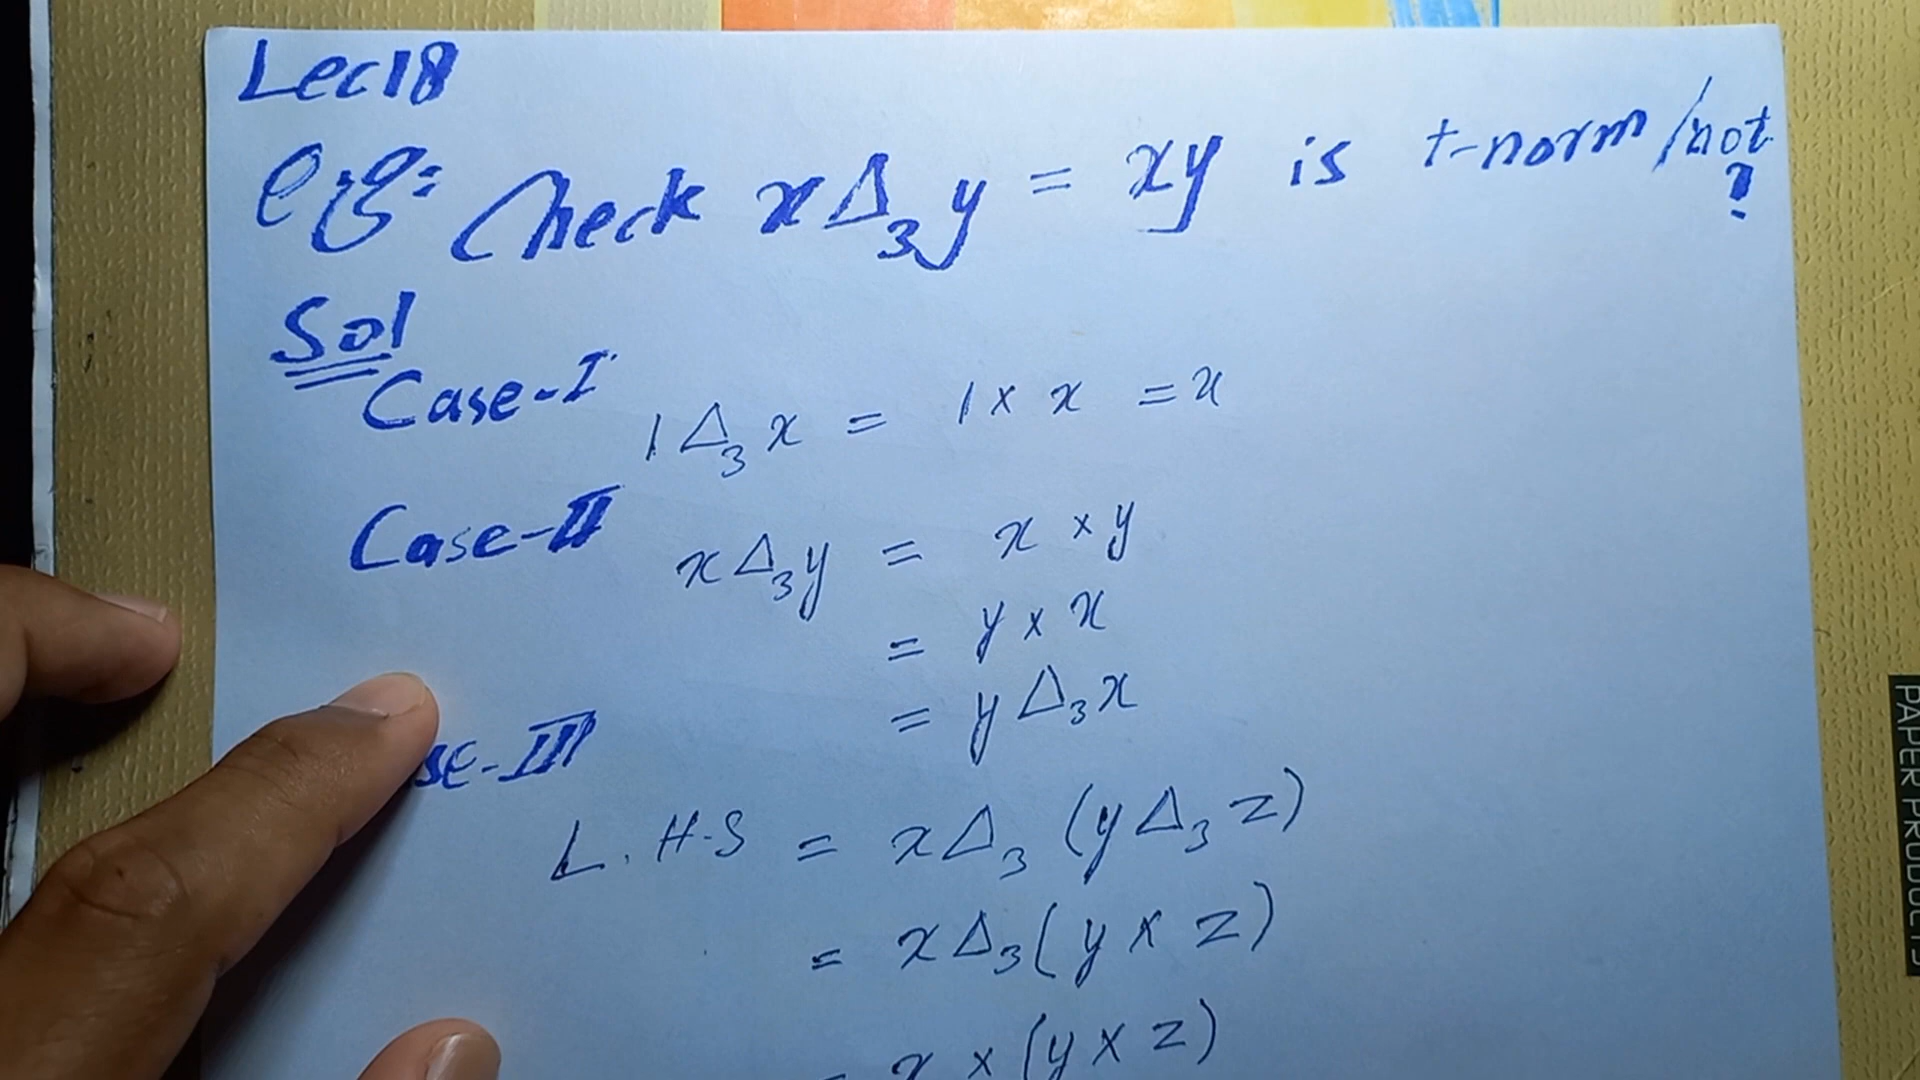 Lec18
e.g:- Check x Δ₃ y = xy is t-norm/not ?
Sol
Case-I 1 Δ₃ x = 1 × x = x
Case-II x Δ₃ y = x × y
= y × x
= y Δ₃ x
se-III
L.H.S = x Δ₃ (y Δ₃ z)
= x Δ₃ (y × z)
= x × (y × z)
PAPER PRODUCTS